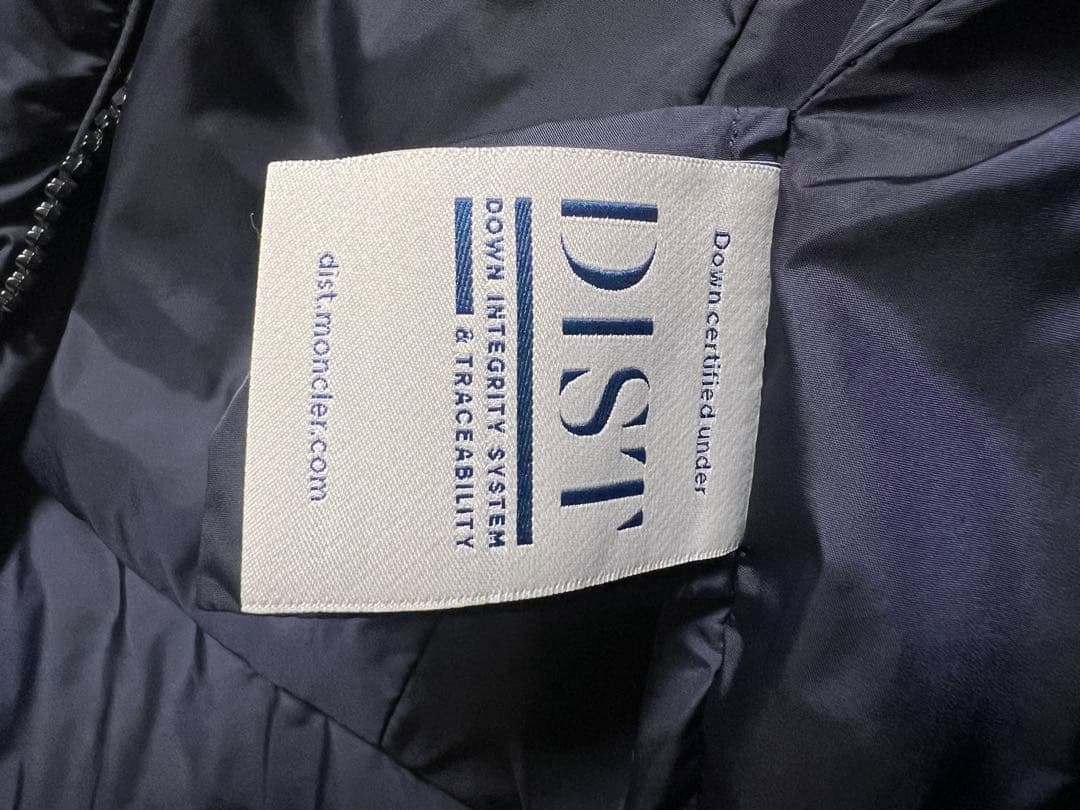 Down certified under
DIST
DOWN INTEGRITY SYSTEM
& TRACEABILITY
dist.moncler.com